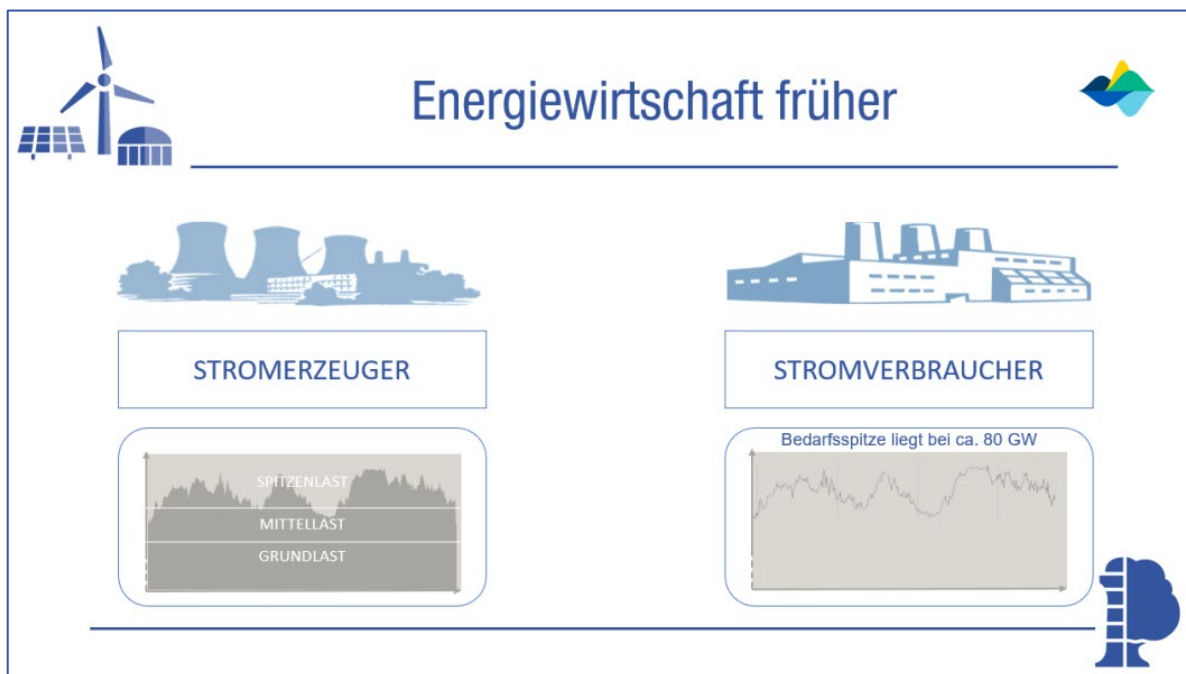 Energiewirtschaft früher
STROMERZEUGER
STROMVERBRAUCHER
SPITZENLAST
MITTELLAST
GRUNDLAST
Bedarfsspitze liegt bei ca. 80 GW